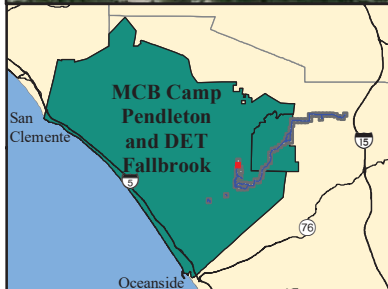 MCB Camp
Pendleton
and DET
Fallbrook
San
Clemente
15
5
76
Oceanside